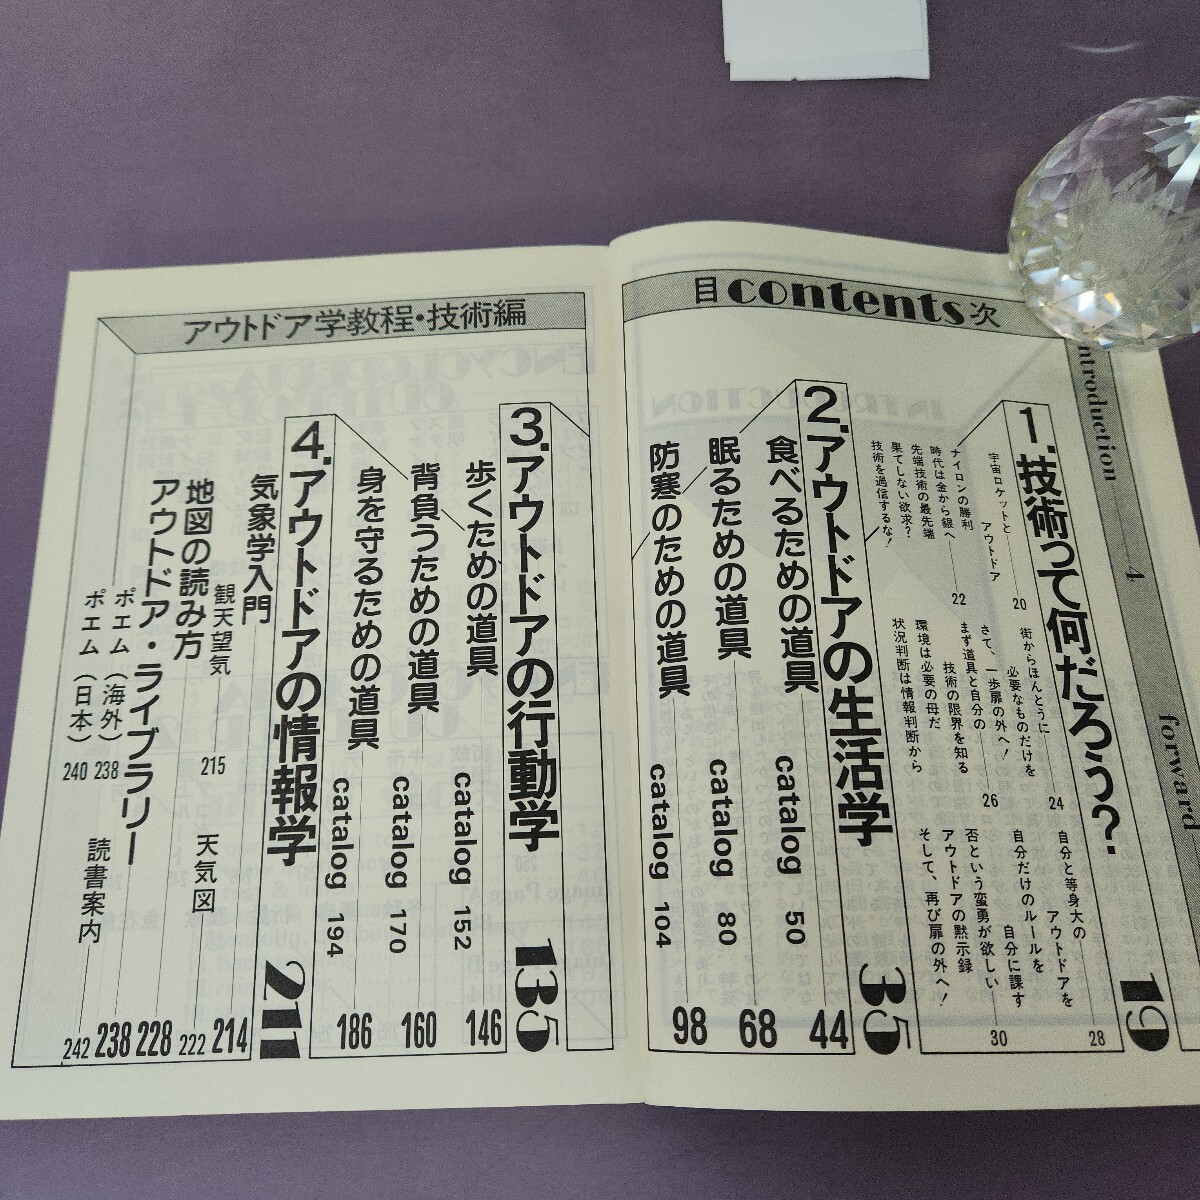 目contents次
introduction
4
forward
1.技術って何だろう?
19
宇宙ロケットと
アウトドア
20
ナイロンの勝利
時代は金から銀へ
22
先端技術の最先端
果てしない欲求?
技術を過信するな!
街からほんとうに
必要なものだけを
24
さて、一歩扉の外へ!
まず道具と自分の
26
技術の限界を知る
環境は必要の母だ
状況判断は情報判断から
自分と等身大の
アウトドアを
28
自分だけのルールを
自分に課す
否という蛮勇が欲しい
30
アウトドアの黙示録
そして、再び扉の外へ!
2.アウトドアの生活学
35
食べるための道具
catalog 50
44
眠るための道具
catalog 80
68
防寒のための道具
catalog 104
98
アウトドア学教程・技術編
3.アウトドアの行動学
135
歩くための道具
catalog 152
146
背負うための道具
catalog 170
160
身を守るための道具
catalog 194
186
4.アウトドアの情報学
211
気象学入門
214
観天望気
215
天気図
222
地図の読み方
228
アウトドア・ライブラリー
238
ポエム(海外)
238
ポエム(日本)
240
読書案内
242